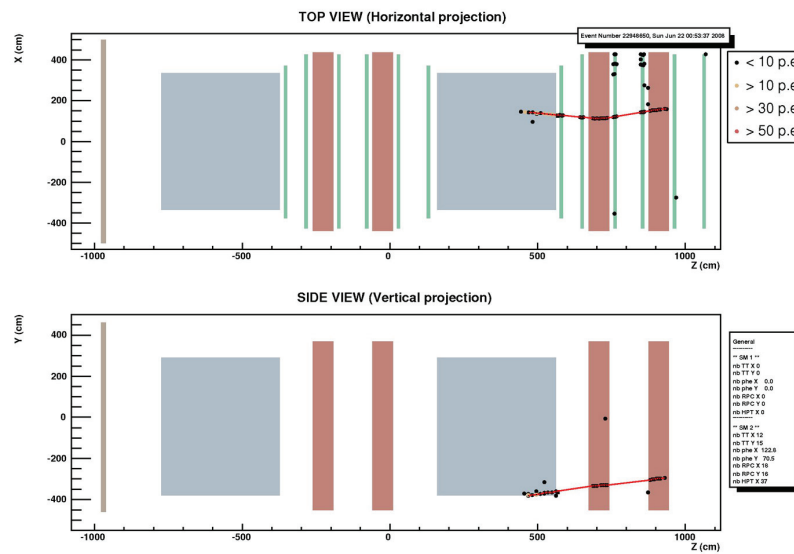 TOP VIEW (Horizontal projection)
Event Number 22948650, Sun Jun 22 00:53:37 2008
X (cm)
400
200
0
-200
-400
-1000
-500
0
500
1000
Z (cm)
< 10 p.e
> 10 p.e
> 30 p.e
> 50 p.e
SIDE VIEW (Vertical projection)
Y (cm)
400
200
0
-200
-400
-1000
-500
0
500
1000
Z (cm)
General
----------
** SM 1 **
nb TT X 0
nb TT Y 0
nb phe X 0.0
nb phe Y 0.0
nb RPC X 0
nb RPC Y 0
nb HPT X 0
----------
** SM 2 **
nb TT X 12
nb TT Y 15
nb phe X 122.8
nb phe Y 70.5
nb RPC X 16
nb RPC Y 16
nb HPT X 37